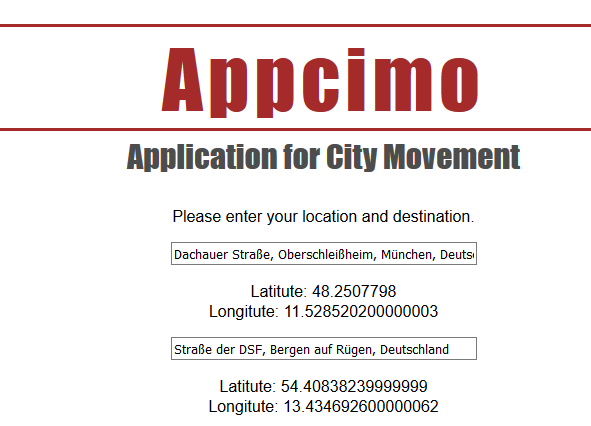 Appcimo
Application for City Movement
Please enter your location and destination.
Dachauer Straße, Oberschleißheim, München, Deuts
Latitute: 48.2507798
Longitute: 11.528520200000003
Straße der DSF, Bergen auf Rügen, Deutschland
Latitute: 54.40838239999999
Longitute: 13.434692600000062